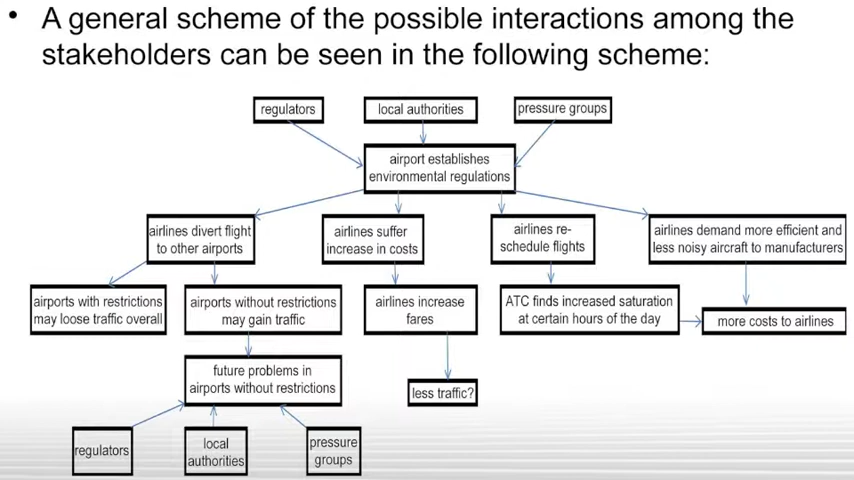 • A general scheme of the possible interactions among the
stakeholders can be seen in the following scheme:
regulators
local authorities
pressure groups
airport establishes
environmental regulations
airlines divert flight
to other airports
airlines suffer
increase in costs
airlines re-
schedule flights
airlines demand more efficient and
less noisy aircraft to manufacturers
airports with restrictions
may loose traffic overall
airports without restrictions
may gain traffic
airlines increase
fares
ATC finds increased saturation
at certain hours of the day
more costs to airlines
future problems in
airports without restrictions
less traffic?
regulators
local
authorities
pressure
groups